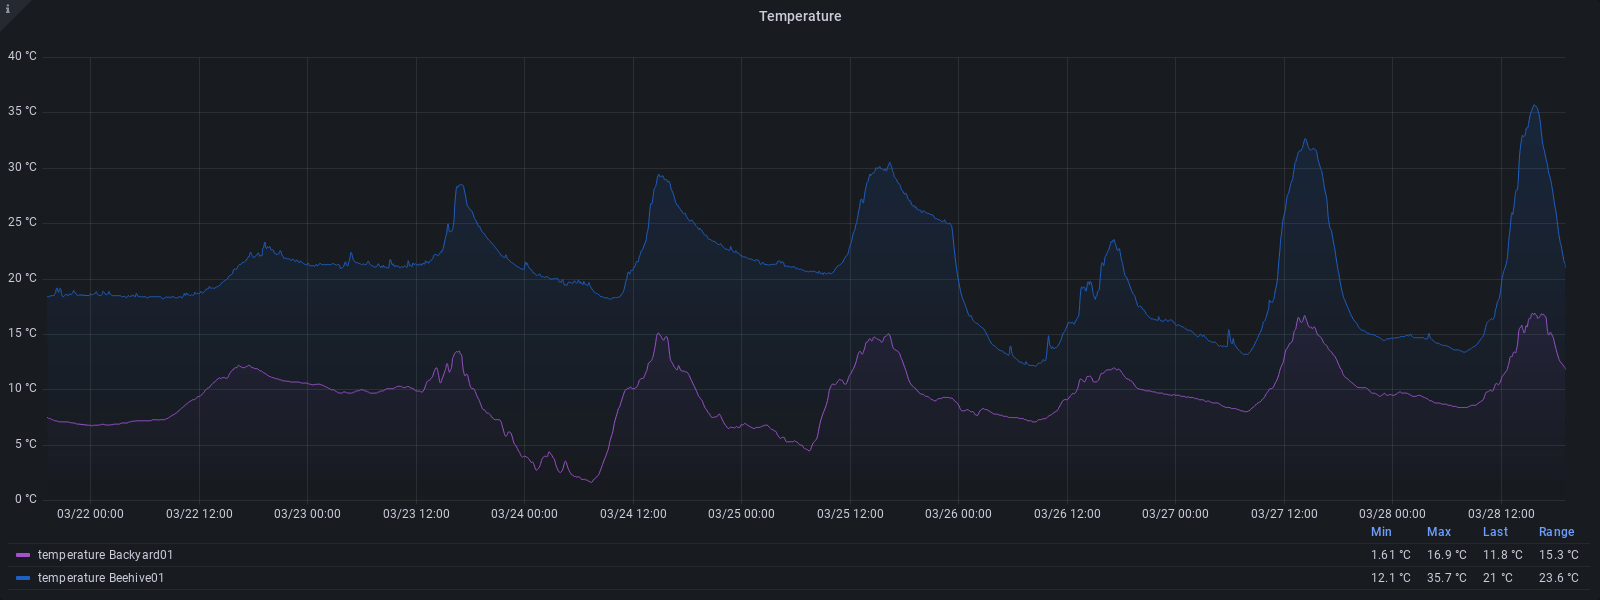 i
Temperature
40 °C
35 °C
30 °C
25 °C
20 °C
15 °C
10 °C
5 °C
0 °C
03/22 00:00 03/22 12:00 03/23 00:00 03/23 12:00 03/24 00:00 03/24 12:00 03/25 00:00 03/25 12:00 03/26 00:00 03/26 12:00 03/27 00:00 03/27 12:00 03/28 00:00 03/28 12:00
Min Max Last Range
temperature Backyard01 1.61 °C 16.9 °C 11.8 °C 15.3 °C
temperature Beehive01 12.1 °C 35.7 °C 21 °C 23.6 °C